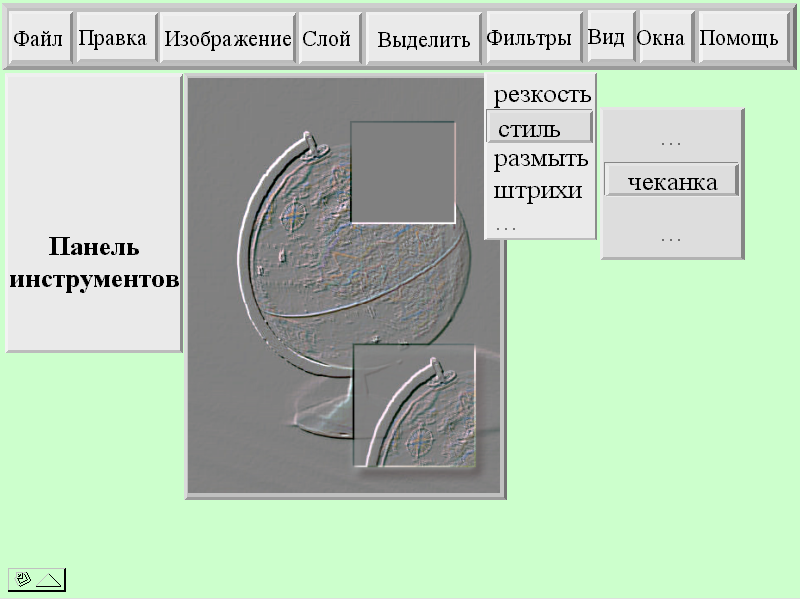 Файл Правка Изображение Слой Выделить Фильтры Вид Окна Помощь
резкость
стиль
размыть
штрихи
...
...
чеканка
...
Панель
инструментов